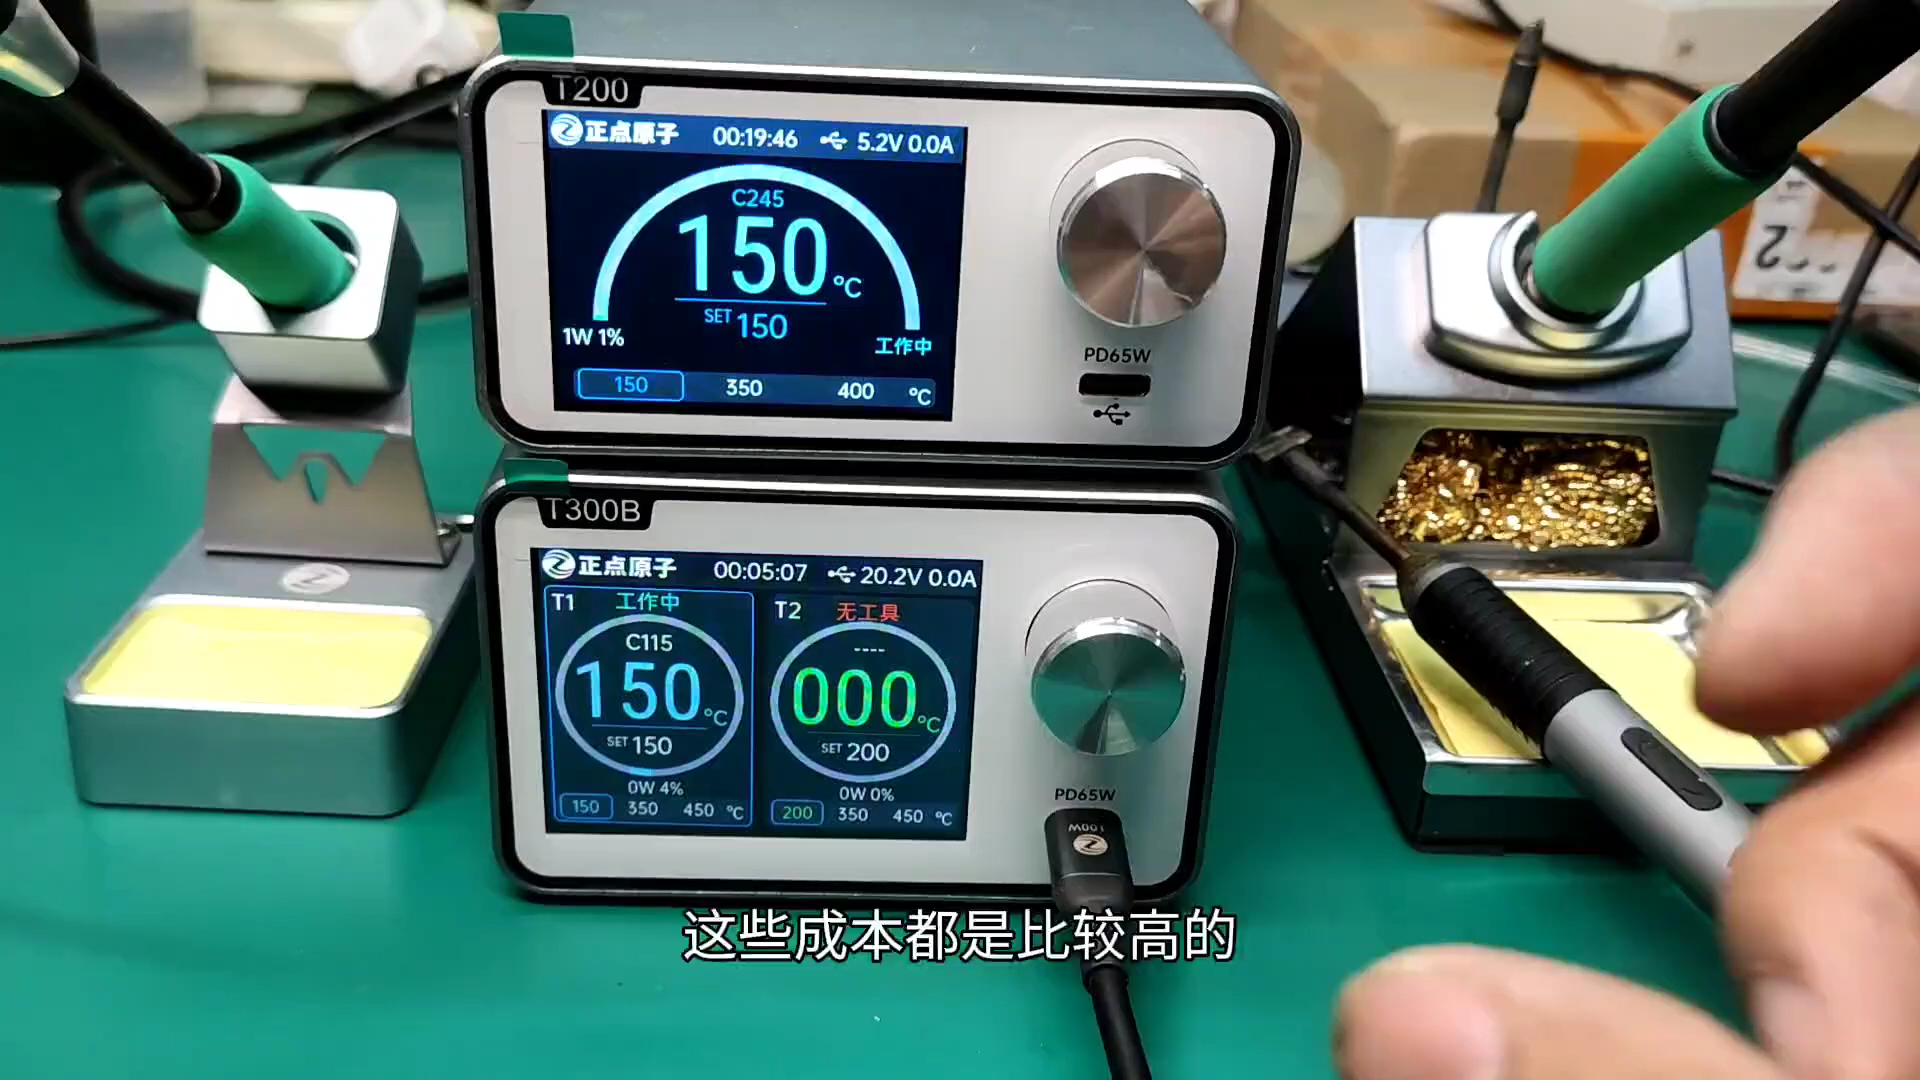 T200
正点原子 00:19:46 5.2V 0.0A
C245
150 °C
SET 150
1W 1% 工作中
150 350 400 °C
PD65W
T300B
正点原子 00:05:07 20.2V 0.0A
T1 工作中
C115
150 °C
SET 150
0W 4%
150 350 450 °C
T2 无工具
----
000 °C
SET 200
0W 0%
200 350 450 °C
PD65W
100W
这些成本都是比较高的